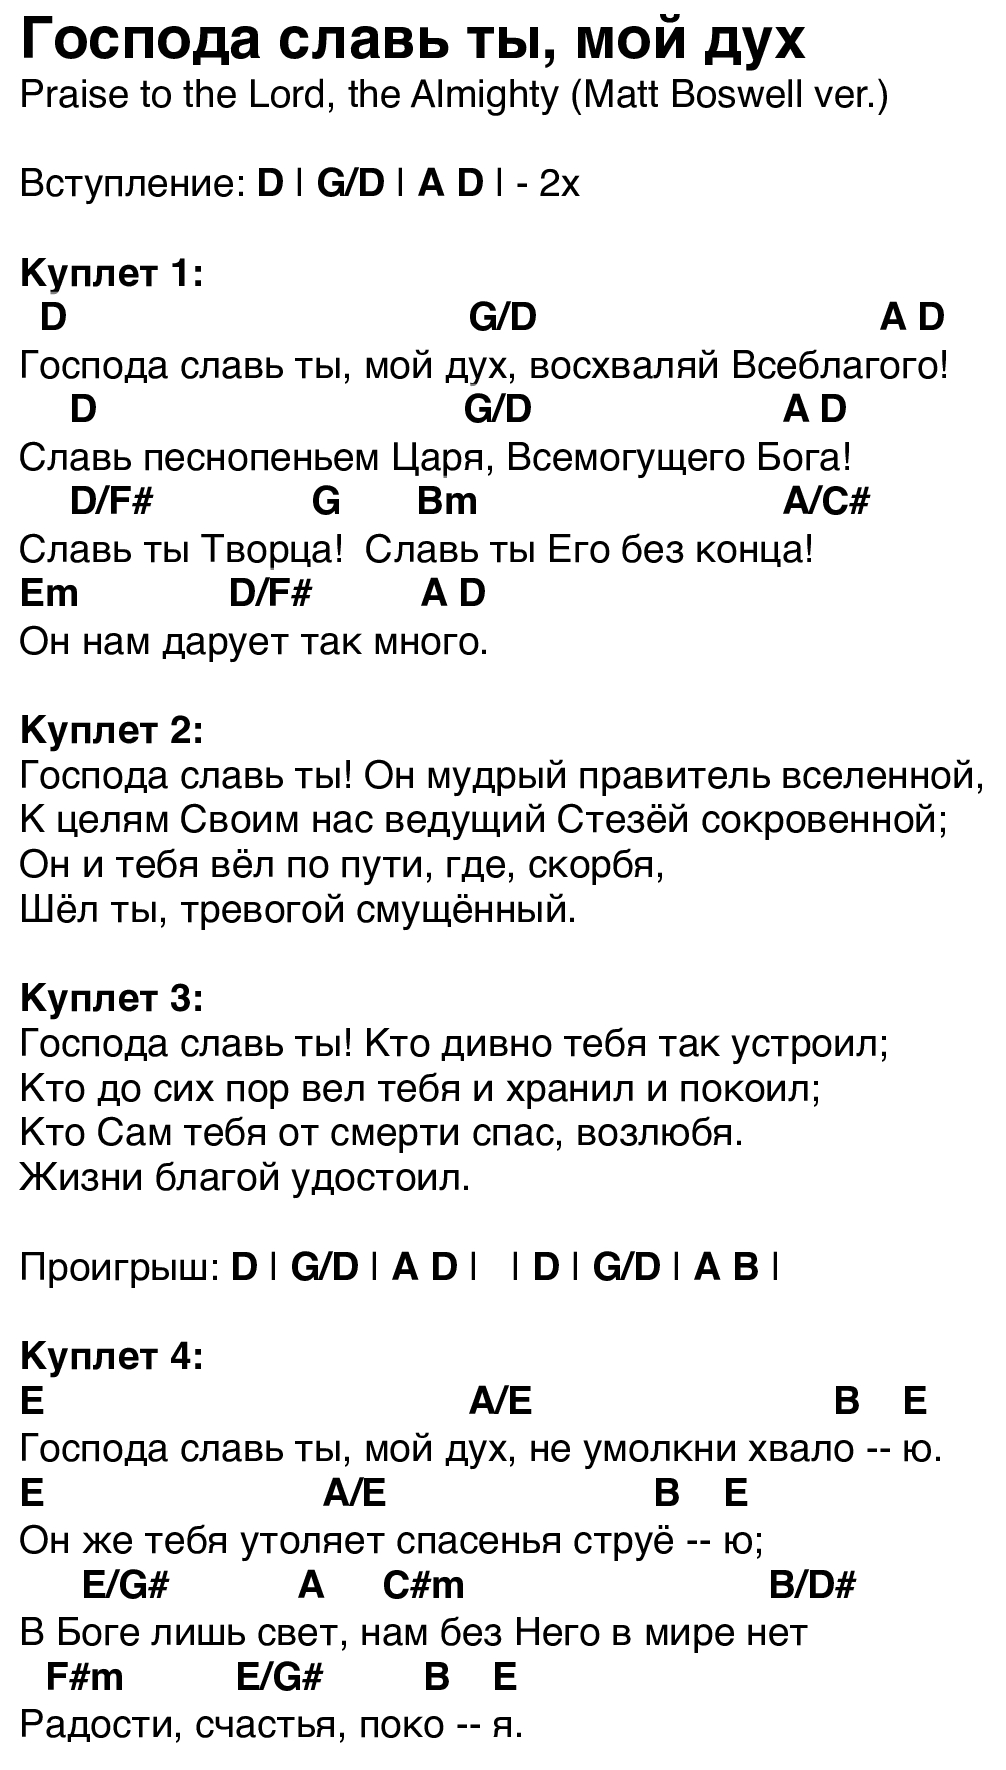 Господа славь ты, мой дух
Praise to the Lord, the Almighty (Matt Boswell ver.)
Вступление: D | G/D | A D | - 2x
Куплет 1:
D G/D A D
Господа славь ты, мой дух, восхваляй Всеблагого!
D G/D A D
Славь песнопеньем Царя, Всемогущего Бога!
D/F# G Bm A/C#
Славь ты Творца! Славь ты Его без конца!
Em D/F# A D
Он нам дарует так много.
Куплет 2:
Господа славь ты! Он мудрый правитель вселенной,
К целям Своим нас ведущий Стезёй сокровенной;
Он и тебя вёл по пути, где, скорбя,
Шёл ты, тревогой смущённый.
Куплет 3:
Господа славь ты! Кто дивно тебя так устроил;
Кто до сих пор вел тебя и хранил и покоил;
Кто Сам тебя от смерти спас, возлюбя.
Жизни благой удостоил.
Проигрыш: D | G/D | A D | | D | G/D | A B |
Куплет 4:
E A/E B E
Господа славь ты, мой дух, не умолкни хвало -- ю.
E A/E B E
Он же тебя утоляет спасенья струё -- ю;
E/G# A C#m B/D#
В Боге лишь свет, нам без Него в мире нет
F#m E/G# B E
Радости, счастья, поко -- я.